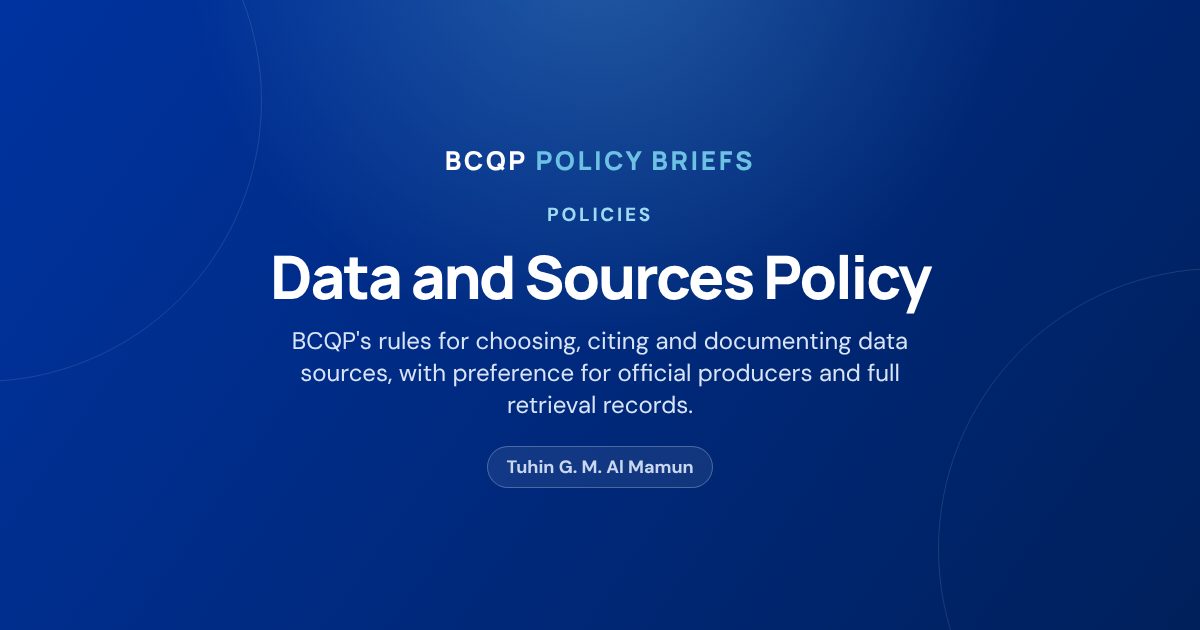 BCQP POLICY BRIEFS
POLICIES
Data and Sources Policy
BCQP's rules for choosing, citing and documenting data
sources, with preference for official producers and full
retrieval records.
Tuhin G. M. Al Mamun